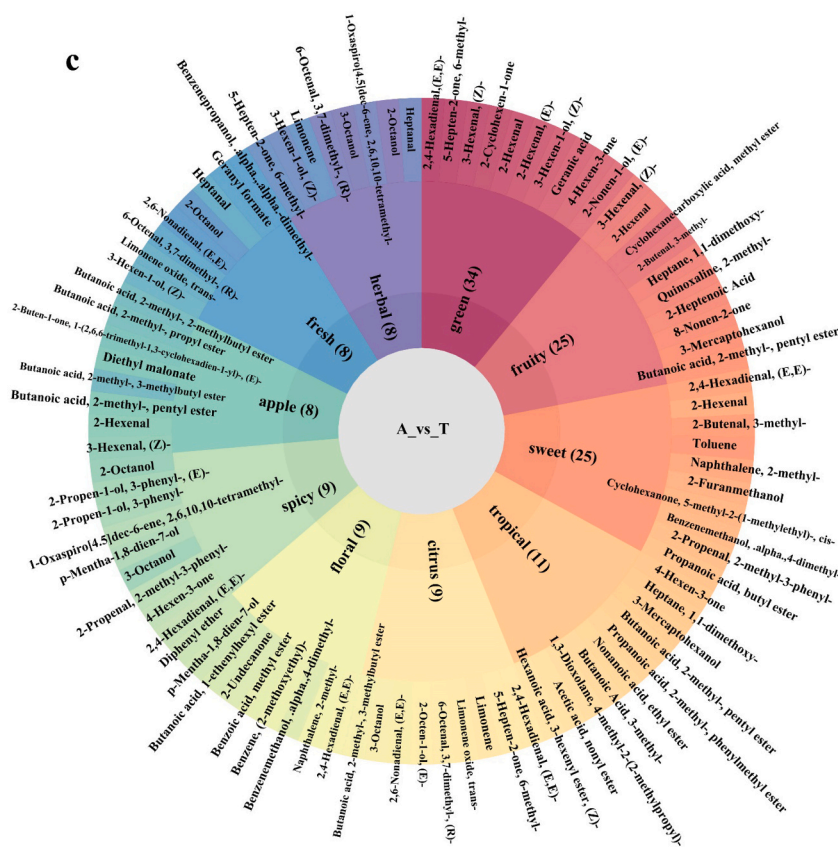 c
A_vs_T
green (34)
fruity (25)
sweet (25)
tropical (11)
citrus (9)
floral (9)
spicy (9)
apple (8)
fresh (8)
herbal (8)
2,4-Hexadienal,(E,E)-
5-Hepten-2-one, 6-methyl-
3-Hexenal, (Z)-
2-Cyclohexen-1-one
2-Hexenal
2-Hexenal, (E)-
3-Hexen-1-ol, (Z)-
Geranic acid
4-Hexen-3-one
2-Nonen-1-ol, (E)-
3-Hexenal, (Z)-
2-Hexenal
Cyclohexanecarboxylic acid, methyl ester
2-Butenal, 3-methyl-
Heptane, 1,1-dimethoxy-
Quinoxaline, 2-methyl-
2-Heptenoic Acid
8-Nonen-2-one
3-Mercaptohexanol
Butanoic acid, 2-methyl-, pentyl ester
2,4-Hexadienal, (E,E)-
2-Hexenal
2-Butenal, 3-methyl-
Toluene
Naphthalene, 2-methyl-
2-Furanmethanol
Cyclohexanone, 5-methyl-2-(1-methylethyl)-, cis-
Benzenemethanol, .alpha.,4-dimethyl-
2-Propenal, 2-methyl-3-phenyl-
Propanoic acid, butyl ester
4-Hexen-3-one
Heptane, 1,1-dimethoxy-
3-Mercaptohexanol
Butanoic acid, 2-methyl-, pentyl ester
Propanoic acid, 2-methyl-, phenylmethyl ester
Nonanoic acid, ethyl ester
Butanoic acid, 3-methyl-
1,3-Dioxolane, 4-methyl-2-(2-methylpropyl)-
Acetic acid, nonyl ester
Hexanoic acid, 3-hexenyl ester, (Z)-
2,4-Hexadienal, (E,E)-
5-Hepten-2-one, 6-methyl-
Limonene
Limonene oxide, trans-
6-Octenal, 3,7-dimethyl-, (R)-
2-Octen-1-ol, (E)-
2,6-Nonadienal, (E,E)-
3-Octanol
Butanoic acid, 2-methyl-, 3-methylbutyl ester
2,4-Hexadienal, (E,E)-
Naphthalene, 2-methyl-
Benzenemethanol, .alpha.,4-dimethyl-
Benzene, (2-methoxyethyl)-
Benzoic acid, methyl ester
2-Undecanone
Butanoic acid, 1-ethenylhexyl ester
p-Mentha-1,8-dien-7-ol
Diphenyl ether
2,4-Hexadienal, (E,E)-
4-Hexen-3-one
2-Propenal, 2-methyl-3-phenyl-
3-Octanol
p-Mentha-1,8-dien-7-ol
1-Oxaspiro[4.5]dec-6-ene, 2,6,10,10-tetramethyl-
2-Propen-1-ol, 3-phenyl-
2-Propen-1-ol, 3-phenyl-, (E)-
2-Octanol
3-Hexenal, (Z)-
2-Hexenal
Butanoic acid, 2-methyl-, pentyl ester
Butanoic acid, 2-methyl-, 3-methylbutyl ester
Diethyl malonate
2-Buten-1-one, 1-(2,6,6-trimethyl-1,3-cyclohexadien-1-yl)-, (E)-
Butanoic acid, 2-methyl-, propyl ester
Butanoic acid, 2-methyl-, 2-methylbutyl ester
3-Hexen-1-ol, (Z)-
Limonene oxide, trans-
6-Octenal, 3,7-dimethyl-, (R)-
2,6-Nonadienal, (E,E)-
2-Octanol
Heptanal
Geranyl formate
Benzenepropanol, .alpha.,.alpha.-dimethyl-
5-Hepten-2-one, 6-methyl-
3-Hexen-1-ol, (Z)-
Limonene
6-Octenal, 3,7-dimethyl-, (R)-
3-Octanol
1-Oxaspiro[4.5]dec-6-ene, 2,6,10,10-tetramethyl-
2-Octanol
Heptanal